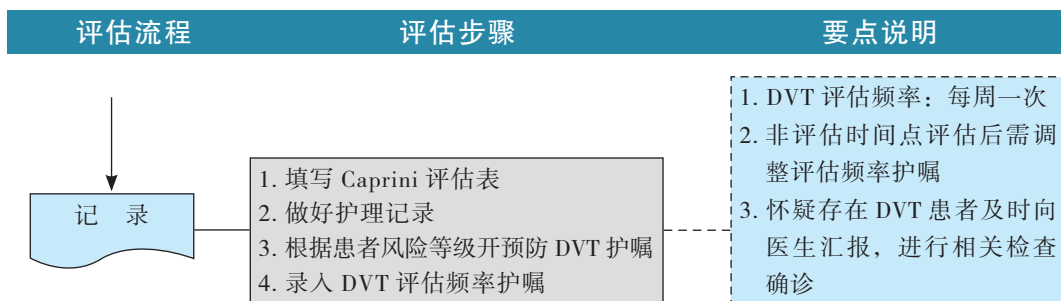 评估流程
评估步骤
要点说明
记 录
1. 填写 Caprini 评估表
2. 做好护理记录
3. 根据患者风险等级开预防 DVT 护嘱
4. 录入 DVT 评估频率护嘱
1. DVT 评估频率：每周一次
2. 非评估时间点评估后需调
整评估频率护嘱
3. 怀疑存在 DVT 患者及时向
医生汇报，进行相关检查
确诊